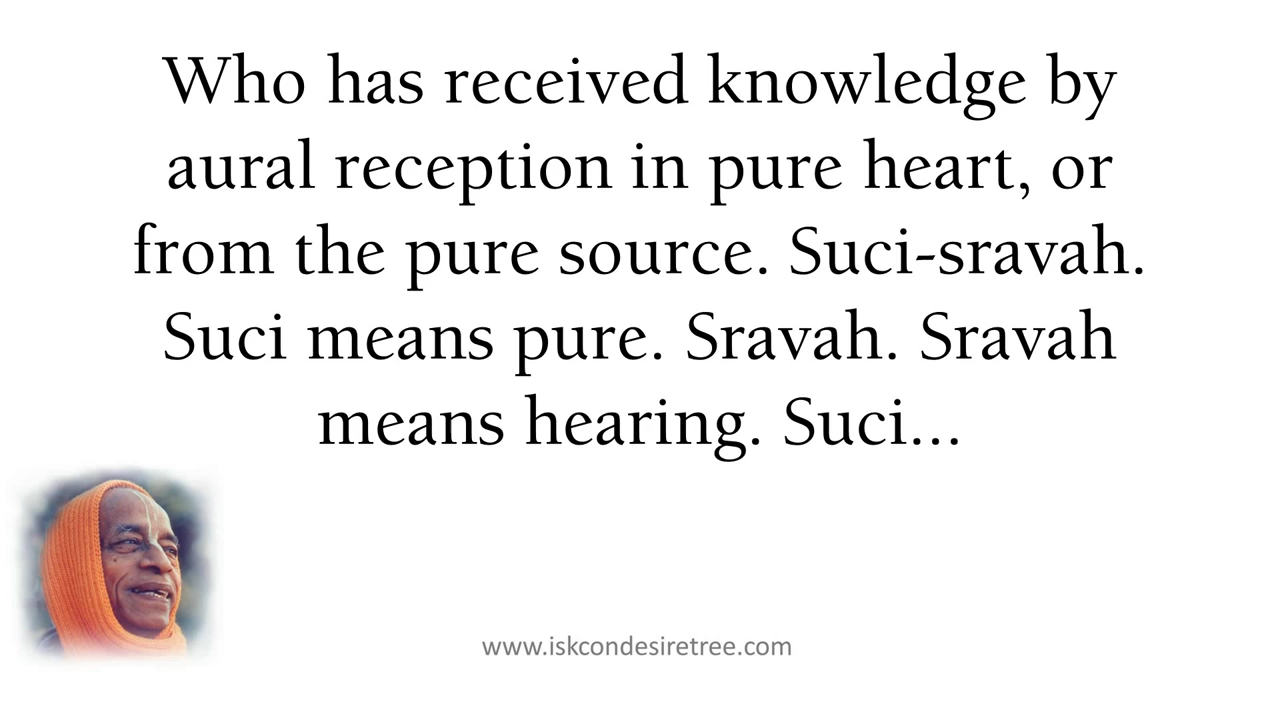 Who has received knowledge by
aural reception in pure heart, or
from the pure source. Suci-sravah.
Suci means pure. Sravah. Sravah
means hearing. Suci...
www.iskcondesiretree.com